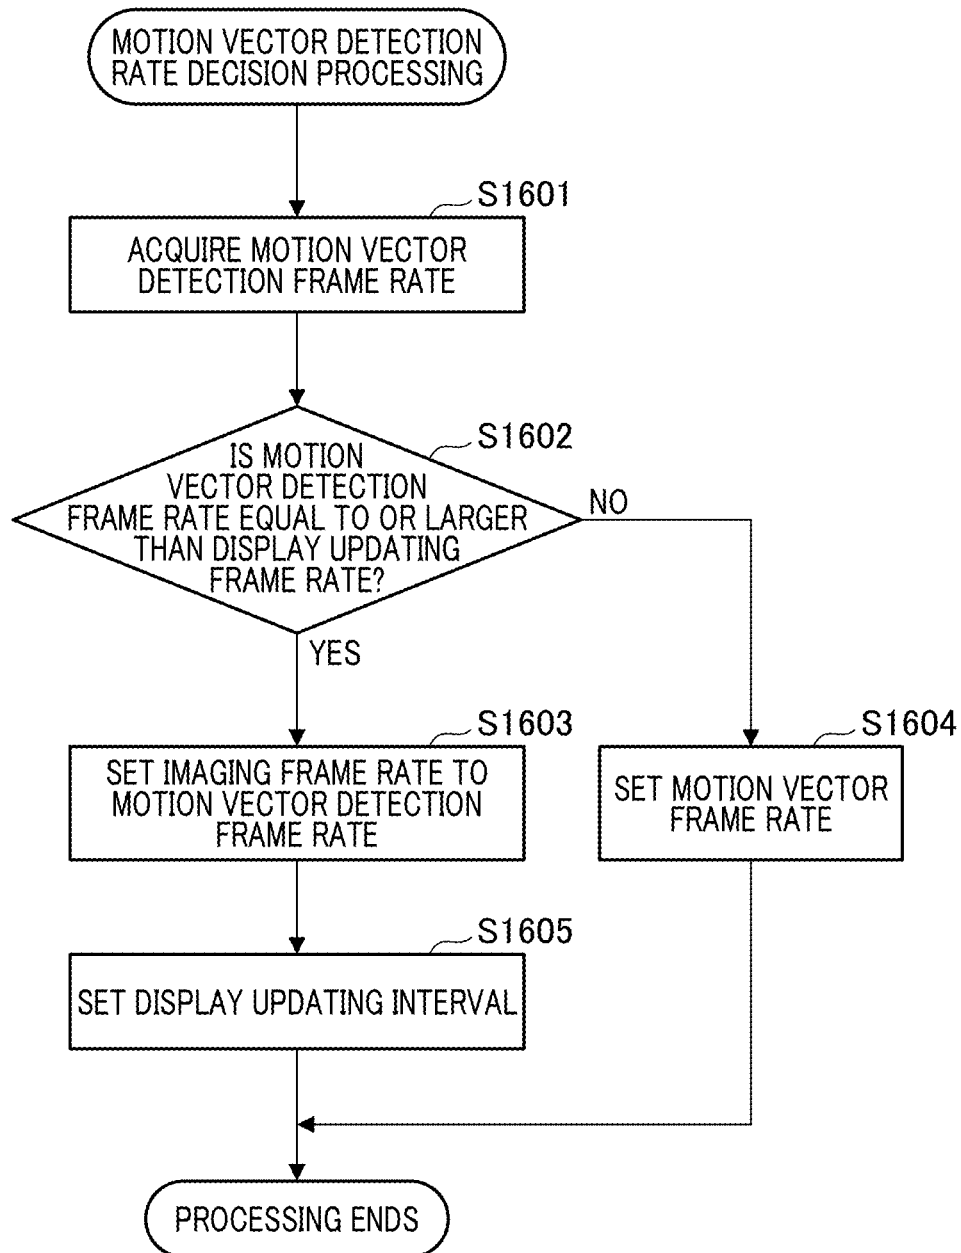 MOTION VECTOR DETECTION
RATE DECISION PROCESSING
S1601
ACQUIRE MOTION VECTOR
DETECTION FRAME RATE
S1602
IS MOTION
VECTOR DETECTION
FRAME RATE EQUAL TO OR LARGER
THAN DISPLAY UPDATING
FRAME RATE?
NO
YES
S1603
SET IMAGING FRAME RATE TO
MOTION VECTOR DETECTION
FRAME RATE
S1604
SET MOTION VECTOR
FRAME RATE
S1605
SET DISPLAY UPDATING INTERVAL
PROCESSING ENDS